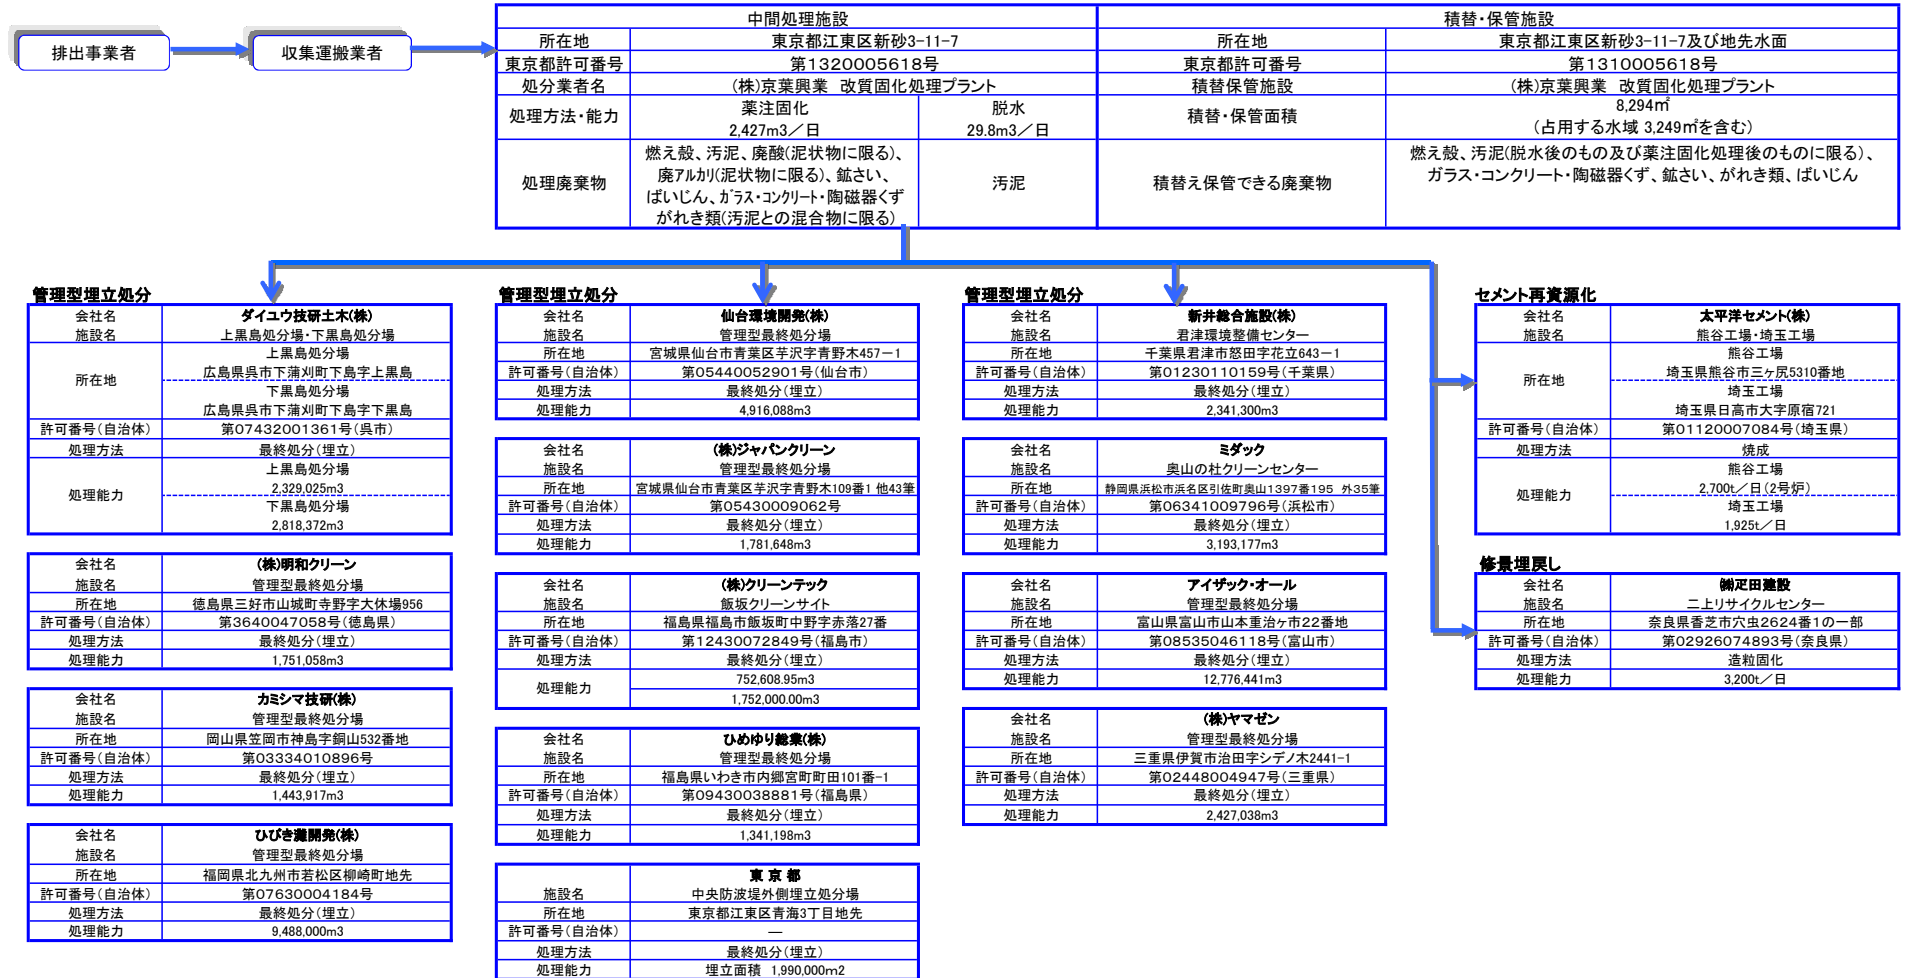 排出事業者
収集運搬業者
中間処理施設 積替・保管施設
所在地 東京都江東区新砂3-11-7 所在地 東京都江東区新砂3-11-7及び地先水面
東京都許可番号 第1320005618号 東京都許可番号 第1310005618号
処分業者名 (株)京葉興業 改質固化処理プラント 積替保管施設 (株)京葉興業 改質固化処理プラント
処理方法・能力 薬注固化 脱水 積替・保管面積 8,294㎡
2,427m3／日 29.8m3／日 (占用する水域 3,249㎡を含む)
処理廃棄物 燃え殻、汚泥、廃酸(泥状物に限る)、
廃アルカリ(泥状物に限る)、鉱さい、
ばいじん、ガラス・コンクリート・陶磁器くず
がれき類(汚泥との混合物に限る)
汚泥
積替え保管できる廃棄物 燃え殻、汚泥(脱水後のもの及び薬注固化処理後のものに限る)、
ガラス・コンクリート・陶磁器くず、鉱さい、がれき類、ばいじん
管理型埋立処分
会社名 ダイユウ技研土木(株)
施設名 上黒島処分場・下黒島処分場
所在地 上黒島処分場
広島県呉市下蒲刈町下島字上黒島
下黒島処分場
広島県呉市下蒲刈町下島字下黒島
許可番号(自治体) 第07432001361号(呉市)
処理方法 最終処分(埋立)
処理能力 上黒島処分場
2,329,025m3
下黒島処分場
2,818,372m3
会社名 (株)明和クリーン
施設名 管理型最終処分場
所在地 徳島県三好市山城町寺野字大休場956
許可番号(自治体) 第3640047058号(徳島県)
処理方法 最終処分(埋立)
処理能力 1,751,058m3
会社名 カミシマ技研(株)
施設名 管理型最終処分場
所在地 岡山県笠岡市神島字銅山532番地
許可番号(自治体) 第03334010896号
処理方法 最終処分(埋立)
処理能力 1,443,917m3
会社名 ひびき灘開発(株)
施設名 管理型最終処分場
所在地 福岡県北九州市若松区柳崎町地先
許可番号(自治体) 第07630004184号
処理方法 最終処分(埋立)
処理能力 9,488,000m3
管理型埋立処分
会社名 仙台環境開発(株)
施設名 管理型最終処分場
所在地 宮城県仙台市青葉区芋沢字青野木457－1
許可番号(自治体) 第05440052901号(仙台市)
処理方法 最終処分(埋立)
処理能力 4,916,088m3
会社名 (株)ジャパンクリーン
施設名 管理型最終処分場
所在地 宮城県仙台市青葉区芋沢字青野木109番1 他43筆
許可番号(自治体) 第05430009062号
処理方法 最終処分(埋立)
処理能力 1,781,648m3
会社名 (株)クリーンテック
施設名 飯坂クリーンサイト
所在地 福島県福島市飯坂町中野字赤落27番
許可番号(自治体) 第12430072849号(福島市)
処理方法 最終処分(埋立)
処理能力 752,608.95m3
1,752,000.00m3
会社名 ひめゆり総業(株)
施設名 管理型最終処分場
所在地 福島県いわき市内郷宮町町田101番-1
許可番号(自治体) 第09430038881号(福島県)
処理方法 最終処分(埋立)
処理能力 1,341,198m3
東京都
施設名 中央防波堤外側埋立処分場
所在地 東京都江東区青海3丁目地先
許可番号(自治体) ―
処理方法 最終処分(埋立)
処理能力 埋立面積 1,990,000m2
管理型埋立処分
会社名 新井総合施設(株)
施設名 君津環境整備センター
所在地 千葉県君津市怒田字花立643－1
許可番号(自治体) 第01230110159号(千葉県)
処理方法 最終処分(埋立)
処理能力 2,341,300m3
会社名 ミダック
施設名 奥山の杜クリーンセンター
所在地 静岡県浜松市浜名区引佐町奥山1397番195 外35筆
許可番号(自治体) 第06341009796号(浜松市)
処理方法 最終処分(埋立)
処理能力 3,193,177m3
会社名 アイザック・オール
施設名 管理型最終処分場
所在地 富山県富山市山本重治ヶ市22番地
許可番号(自治体) 第08535046118号(富山市)
処理方法 最終処分(埋立)
処理能力 12,776,441m3
会社名 (株)ヤマゼン
施設名 管理型最終処分場
所在地 三重県伊賀市治田字シデノ木2441-1
許可番号(自治体) 第02448004947号(三重県)
処理方法 最終処分(埋立)
処理能力 2,427,038m3
セメント再資源化
会社名 太平洋セメント(株)
施設名 熊谷工場・埼玉工場
所在地 熊谷工場
埼玉県熊谷市三ヶ尻5310番地
埼玉工場
埼玉県日高市大字原宿721
許可番号(自治体) 第01120007084号(埼玉県)
処理方法 焼成
処理能力 熊谷工場
2,700t／日(2号炉)
埼玉工場
1,925t／日
修景埋戻し
会社名 ㈱疋田建設
施設名 二上リサイクルセンター
所在地 奈良県香芝市穴虫2624番1の一部
許可番号(自治体) 第02926074893号(奈良県)
処理方法 造粒固化
処理能力 3,200t／日